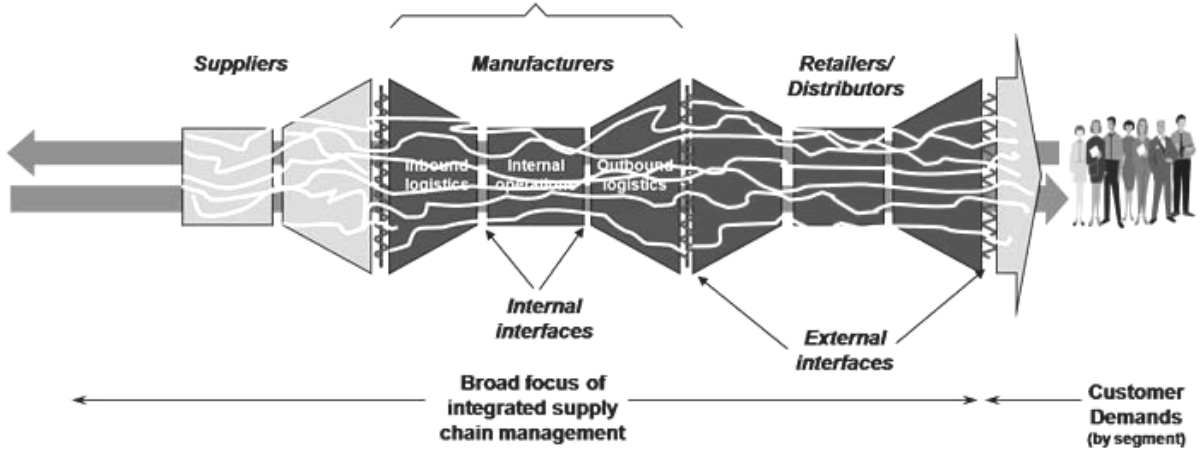 Suppliers
Manufacturers
Retailers/
Distributors
Inbound
logistics
Internal
operations
Outbound
logistics
Internal
interfaces
External
interfaces
Broad focus of
integrated supply
chain management
Customer
Demands
(by segment)